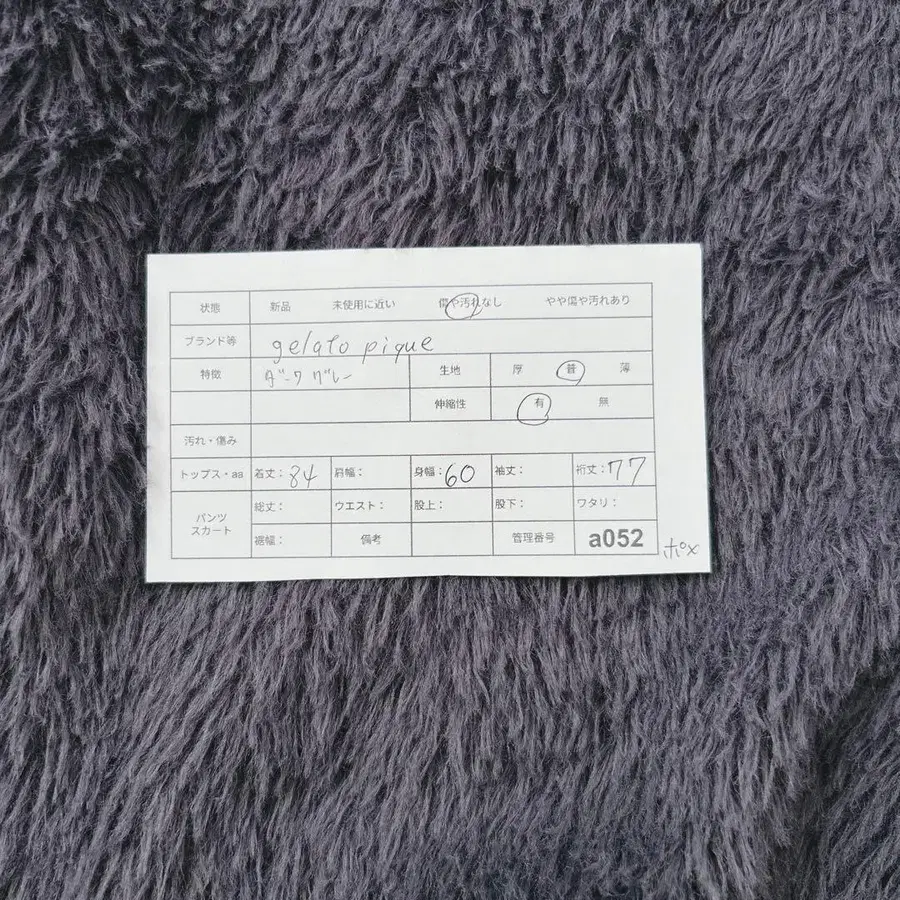 状態 新品 未使用に近い 傷や汚れなし やや傷や汚れあり
ブランド等 gelato pique
特徴 ダークグレー 生地 厚 普 薄
伸縮性 有 無
汚れ・傷み
トップス・aa 着丈:84 肩幅: 身幅:60 袖丈: 裄丈:77
パンツ スカート 総丈: ウエスト: 股上: 股下: ワタリ:
裾幅: 備考 管理番号 a052
ポメ